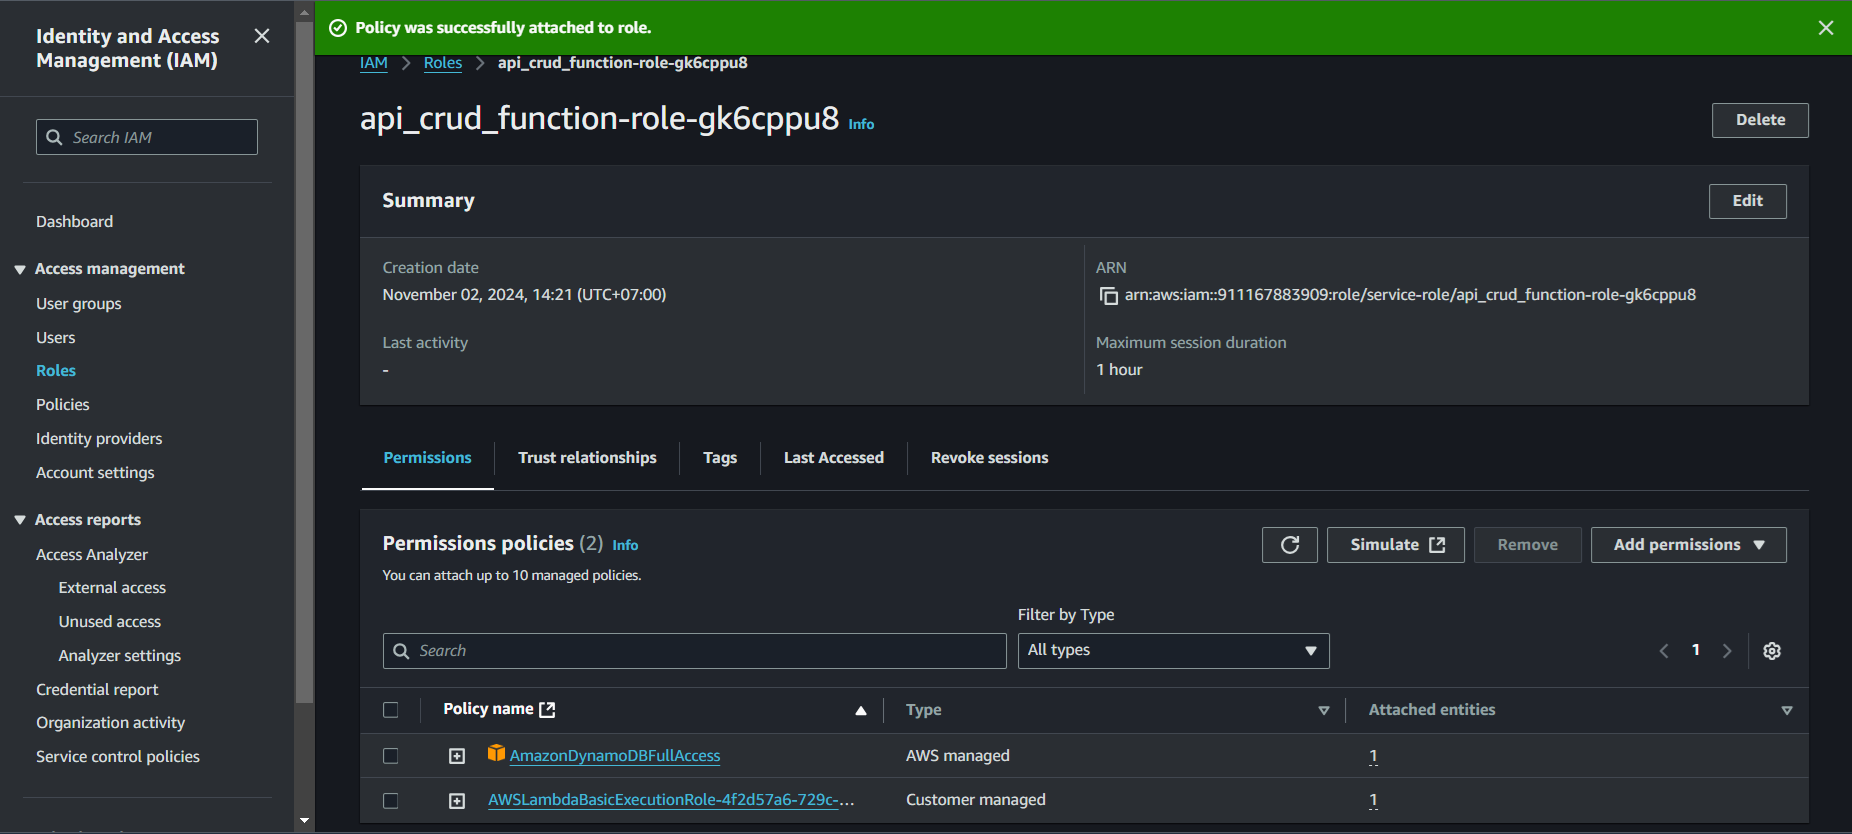 Identity and Access Management (IAM)
Search IAM
Dashboard
Access management
User groups
Users
Roles
Policies
Identity providers
Account settings
Access reports
Access Analyzer
External access
Unused access
Analyzer settings
Credential report
Organization activity
Service control policies
Policy was successfully attached to role.
IAM > Roles > api_crud_function-role-gk6cppu8
api_crud_function-role-gk6cppu8 Info
Delete
Summary
Edit
Creation date
November 02, 2024, 14:21 (UTC+07:00)
ARN
arn:aws:iam::911167883909:role/service-role/api_crud_function-role-gk6cppu8
Last activity
-
Maximum session duration
1 hour
Permissions Trust relationships Tags Last Accessed Revoke sessions
Permissions policies (2) Info
You can attach up to 10 managed policies.
Simulate Remove Add permissions
Filter by Type
Search
All types
1
Policy name Type Attached entities
AmazonDynamoDBFullAccess AWS managed 1
AWSLambdaBasicExecutionRole-4f2d57a6-729c-... Customer managed 1